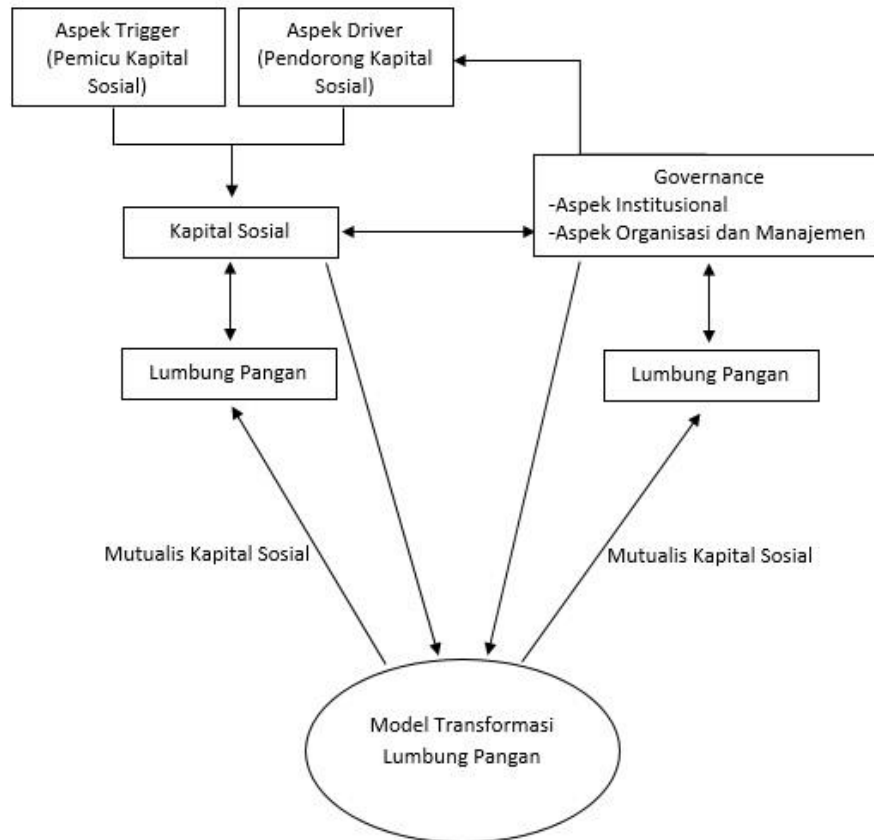 Aspek Trigger
(Pemicu Kapital
Sosial)
Aspek Driver
(Pendorong Kapital
Sosial)
Governance
-Aspek Institusional
-Aspek Organisasi dan Manajemen
Kapital Sosial
Lumbung Pangan
Lumbung Pangan
Mutualis Kapital Sosial
Mutualis Kapital Sosial
Model Transformasi
Lumbung Pangan